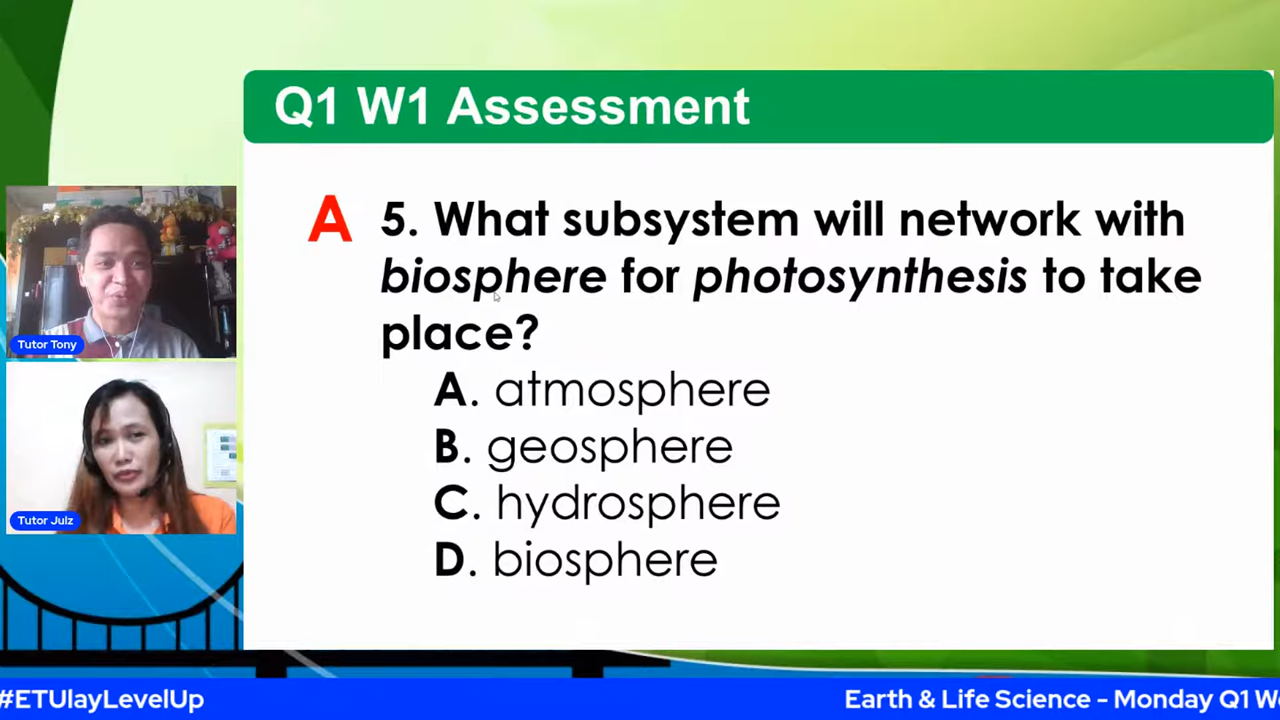 Q1 W1 Assessment
A 5. What subsystem will network with
biosphere for photosynthesis to take
place?
A. atmosphere
B. geosphere
C. hydrosphere
D. biosphere
Tutor Tony
Tutor Julz
#ETUlayLevelUp
Earth & Life Science - Monday Q1 We